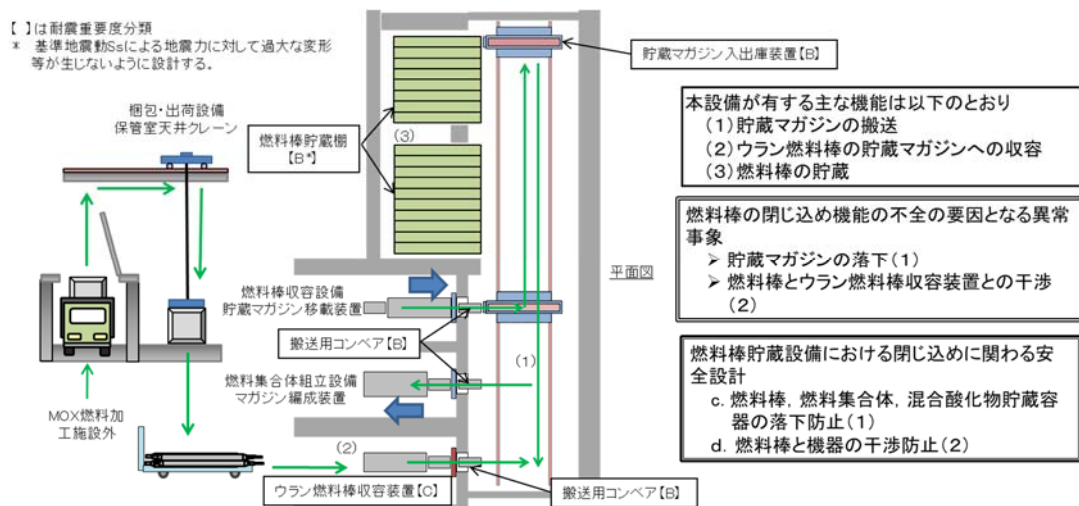 【 】は耐震重要度分類
* 基準地震動Ssによる地震力に対して過大な変形
等が生じないように設計する。
梱包・出荷設備
保管室天井クレーン
MOX燃料加
工施設外
燃料棒貯蔵棚
【B*】
(3)
貯蔵マガジン入出庫装置【B】
燃料棒収容設備
貯蔵マガジン移載装置
搬送用コンベア【B】
(1)
燃料集合体組立設備
マガジン編成装置
(2)
ウラン燃料棒収容装置【C】
搬送用コンベア【B】
平面図
本設備が有する主な機能は以下のとおり
(1)貯蔵マガジンの搬送
(2)ウラン燃料棒の貯蔵マガジンへの収容
(3)燃料棒の貯蔵
燃料棒の閉じ込め機能の不全の要因となる異常
事象
➢ 貯蔵マガジンの落下(1)
➢ 燃料棒とウラン燃料棒収容装置との干渉
(2)
燃料棒貯蔵設備における閉じ込めに関わる安
全設計
c. 燃料棒，燃料集合体，混合酸化物貯蔵容
器の落下防止(1)
d. 燃料棒と機器の干渉防止(2)